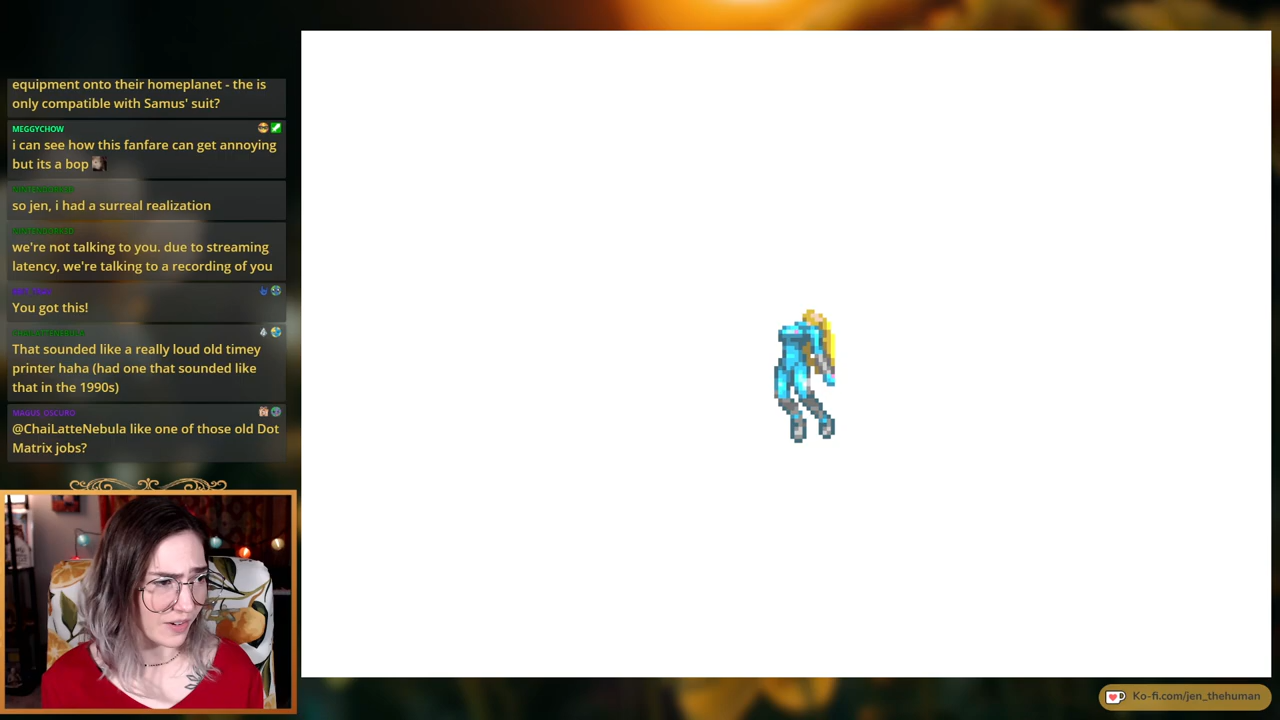 equipment onto their homeplanet - the is
only compatible with Samus' suit?
MEGGYCHOW
i can see how this fanfare can get annoying
but its a bop
so jen, i had a surreal realization
we're not talking to you. due to streaming
latency, we're talking to a recording of you
You got this!
CHAILATTENEBULA
That sounded like a really loud old timey
printer haha (had one that sounded like
that in the 1990s)
MAGUS_OSCURO
@ChaiLatteNebula like one of those old Dot
Matrix jobs?
Ko-fi.com/jen_thehuman